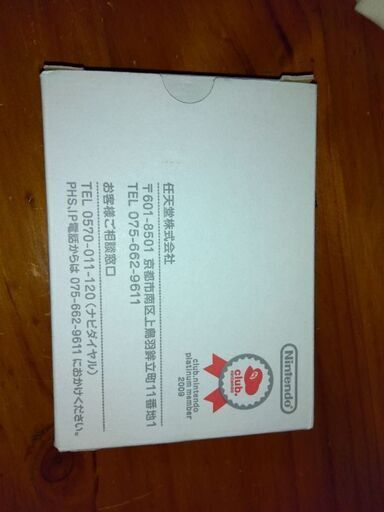 任天堂株式会社
〒601-8501 京都市南区上鳥羽鉾立町11番地1
TEL 075-662-9611
お客様ご相談窓口
TEL 0570-011-120 (ナビダイヤル)
PHS、IP電話からは 075-662-9611 におかけください。
Nintendo
club.
club.nintendo
platinum member
2009